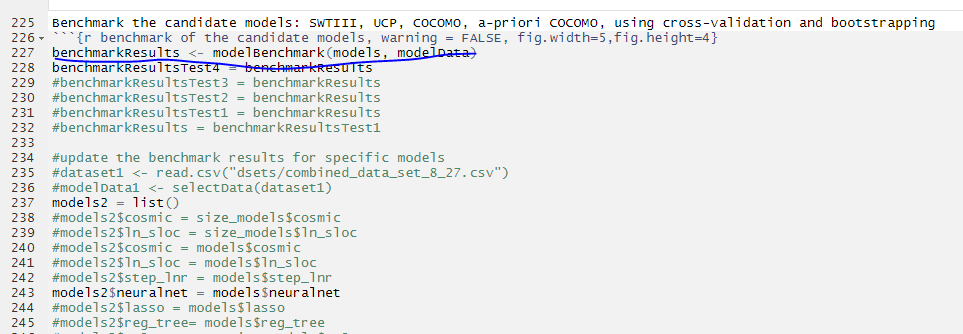 225 Benchmark the candidate models: SWTIII, UCP, COCOMO, a-priori COCOMO, using cross-validation and bootstrapping
226 ```{r benchmark of the candidate models, warning = FALSE, fig.width=5,fig.height=4}
227 benchmarkResults <- modelBenchmark(models, modelData)
228 benchmarkResultsTest4 = benchmarkResults
229 #benchmarkResultsTest3 = benchmarkResults
230 #benchmarkResultsTest2 = benchmarkResults
231 #benchmarkResultsTest1 = benchmarkResults
232 #benchmarkResults = benchmarkResultsTest1
233
234 #update the benchmark results for specific models
235 #dataset1 <- read.csv("dsets/combined_data_set_8_27.csv")
236 #modelData1 <- selectData(dataset1)
237 models2 = list()
238 #models2$cosmic = size_models$cosmic
239 #models2$ln_sloc = size_models$ln_sloc
240 #models2$cosmic = models$cosmic
241 #models2$ln_sloc = models$ln_sloc
242 #models2$step_lnr = models$step_lnr
243 models2$neuralnet = models$neuralnet
244 #models2$lasso = models$lasso
245 #models2$reg_tree= models$reg_tree